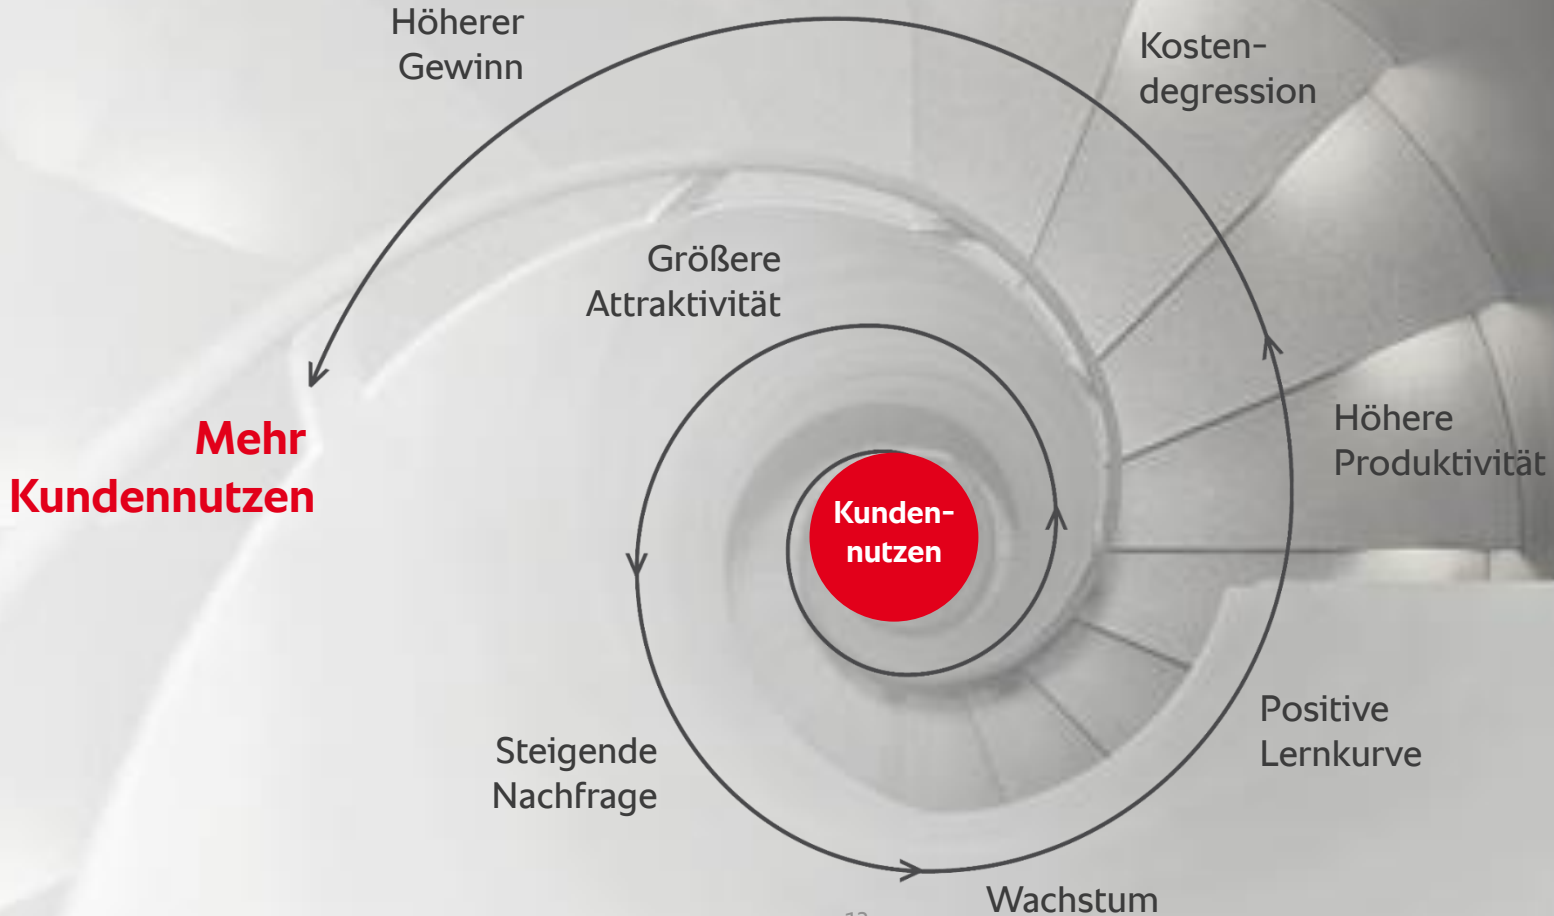 Höherer
Gewinn
Kosten-
degression
Größere
Attraktivität
Mehr
Kundennutzen
Höhere
Produktivität
Kunden-
nutzen
Positive
Lernkurve
Steigende
Nachfrage
Wachstum